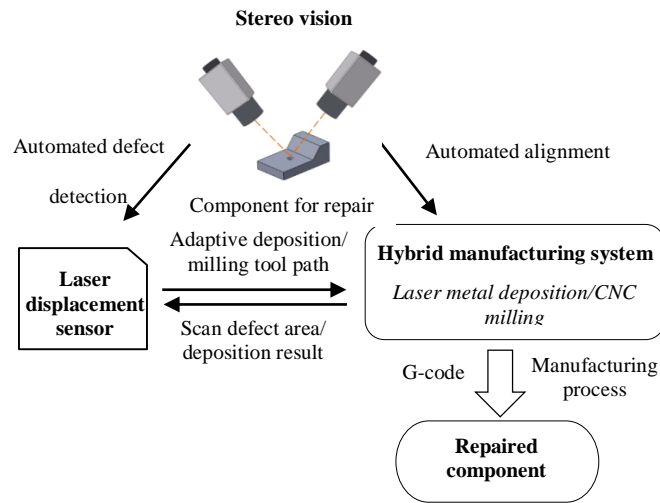 Stereo vision
Automated defect
detection
Automated alignment
Component for repair
Adaptive deposition/
milling tool path
Laser
displacement
sensor
Scan defect area/
deposition result
Hybrid manufacturing system
Laser metal deposition/CNC
milling
G-code
Manufacturing
process
Repaired
component